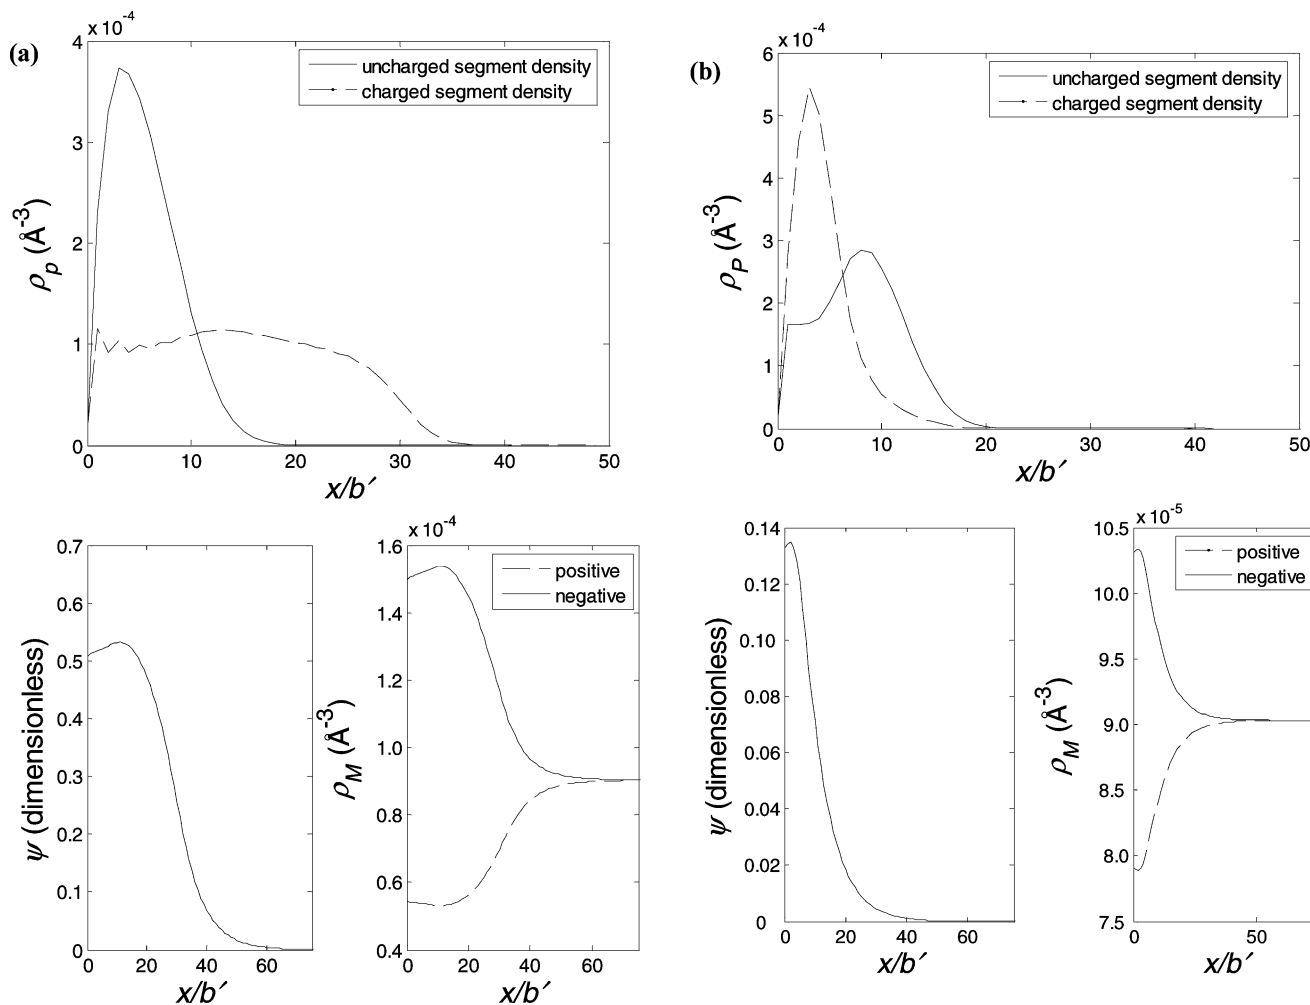 (a)
x 10⁻⁴
4
3
2
1
0
ρp (Å⁻³)
uncharged segment density
charged segment density
0 10 20 30 40 50
x/b′
(b)
x 10⁻⁴
6
5
4
3
2
1
0
ρP (Å⁻³)
uncharged segment density
charged segment density
0 10 20 30 40 50
x/b′
0.7
0.6
0.5
0.4
0.3
0.2
0.1
0
ψ (dimensionless)
0 20 40 60
x/b′
x 10⁻⁴
1.6
1.4
1.2
1.0
0.8
0.6
0.4
ρM (Å⁻³)
positive
negative
0 20 40 60
x/b′
0.14
0.12
0.10
0.08
0.06
0.04
0.02
0
ψ (dimensionless)
0 20 40 60
x/b′
x 10⁻⁵
10.5
10.0
9.5
9.0
8.5
8.0
7.5
ρM (Å⁻³)
positive
negative
0 50
x/b′